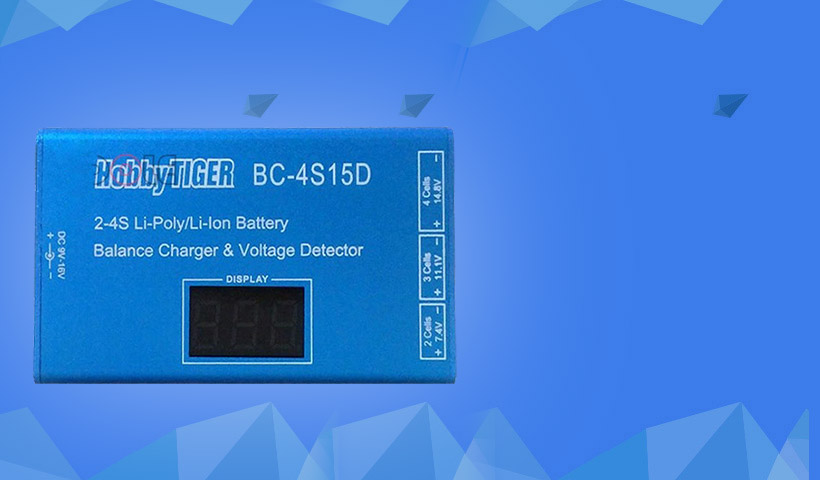 HobbyTIGER BC-4S15D
2-4S Li-Poly/Li-Ion Battery
Balance Charger & Voltage Detector
DISPLAY
+ -
DC 9V-16V
4 Cells
+ 14.8V -
3 Cells
+ 11.1V -
2 Cells
+ 7.4V -